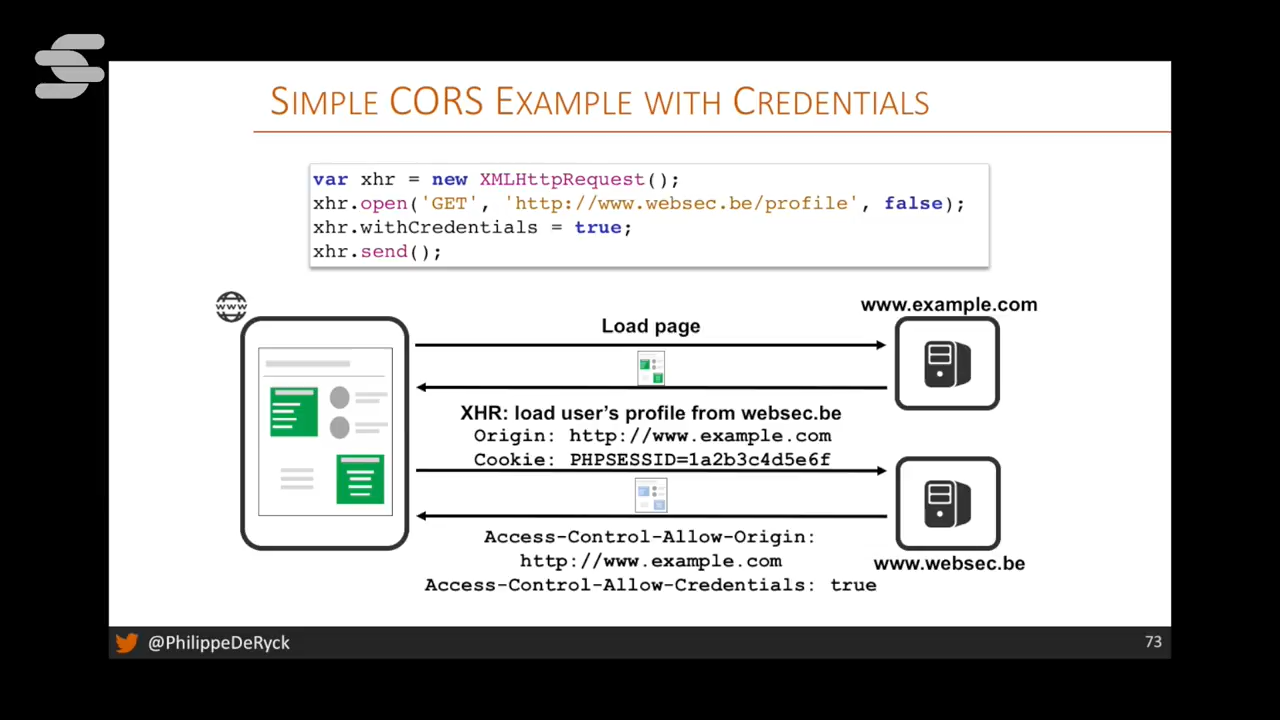 SIMPLE CORS EXAMPLE WITH CREDENTIALS
var xhr = new XMLHttpRequest();
xhr.open('GET', 'http://www.websec.be/profile', false);
xhr.withCredentials = true;
xhr.send();
WWW
www.example.com
Load page
XHR: load user's profile from websec.be
Origin: http://www.example.com
Cookie: PHPSESSID=1a2b3c4d5e6f
Access-Control-Allow-Origin:
http://www.example.com
Access-Control-Allow-Credentials: true
www.websec.be
@PhilippeDeRyck
73